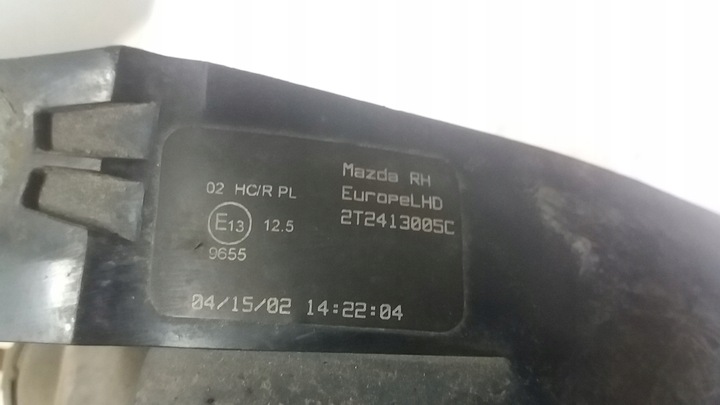 02 HC/R PL
E13 12.5
9655
Mazda RH
EuropeLHD
2T2413005C
04/15/02 14:22:04